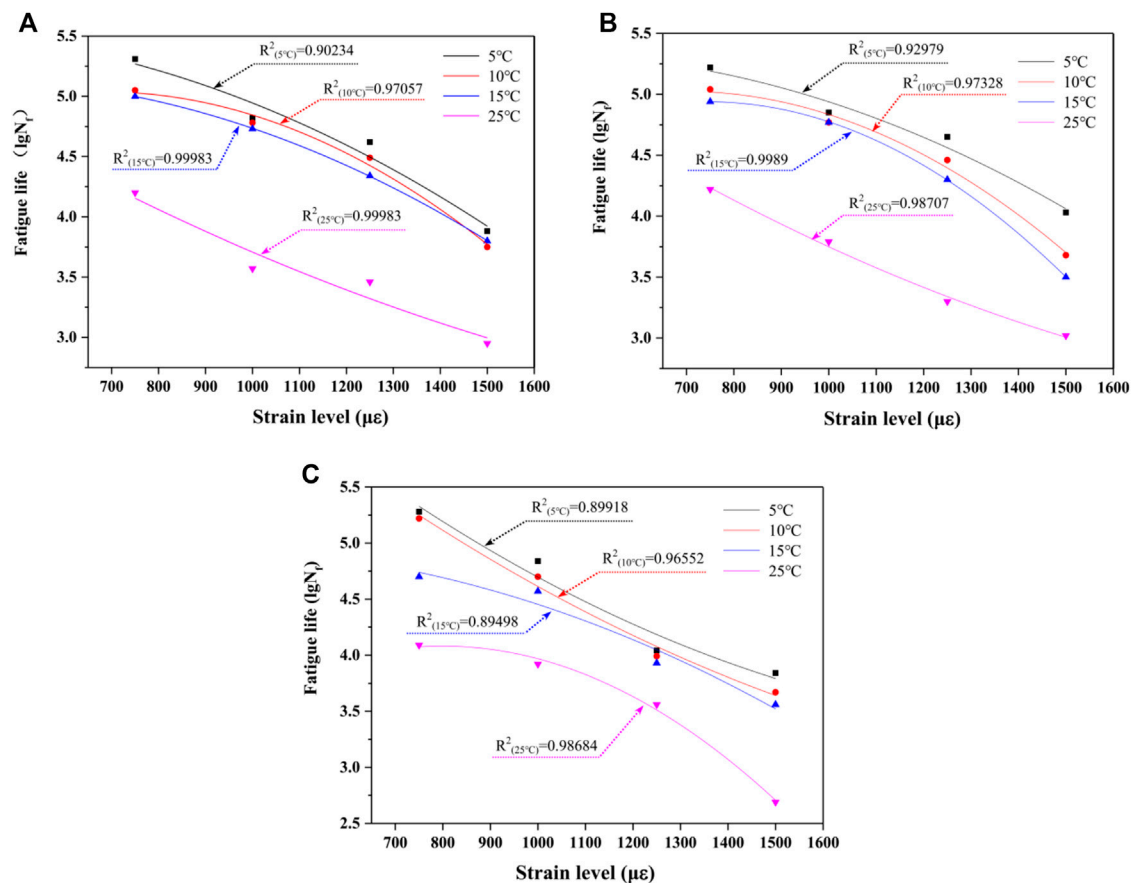 A
5.5
5.0
4.5
4.0
3.5
3.0
Fatigue life (lgNf)
700 800 900 1000 1100 1200 1300 1400 1500 1600
Strain level (με)
R²(5℃)=0.90234
R²(10℃)=0.97057
R²(15℃)=0.99983
R²(25℃)=0.99983
5℃
10℃
15℃
25℃
B
5.5
5.0
4.5
4.0
3.5
3.0
Fatigue life (lgNf)
700 800 900 1000 1100 1200 1300 1400 1500 1600
Strain level (με)
R²(5℃)=0.92979
R²(10℃)=0.97328
R²(15℃)=0.9989
R²(25℃)=0.98707
5℃
10℃
15℃
25℃
C
5.5
5.0
4.5
4.0
3.5
3.0
2.5
Fatigue life (lgNf)
700 800 900 1000 1100 1200 1300 1400 1500 1600
Strain level (με)
R²(5℃)=0.89918
R²(10℃)=0.96552
R²(15℃)=0.89498
R²(25℃)=0.98684
5℃
10℃
15℃
25℃